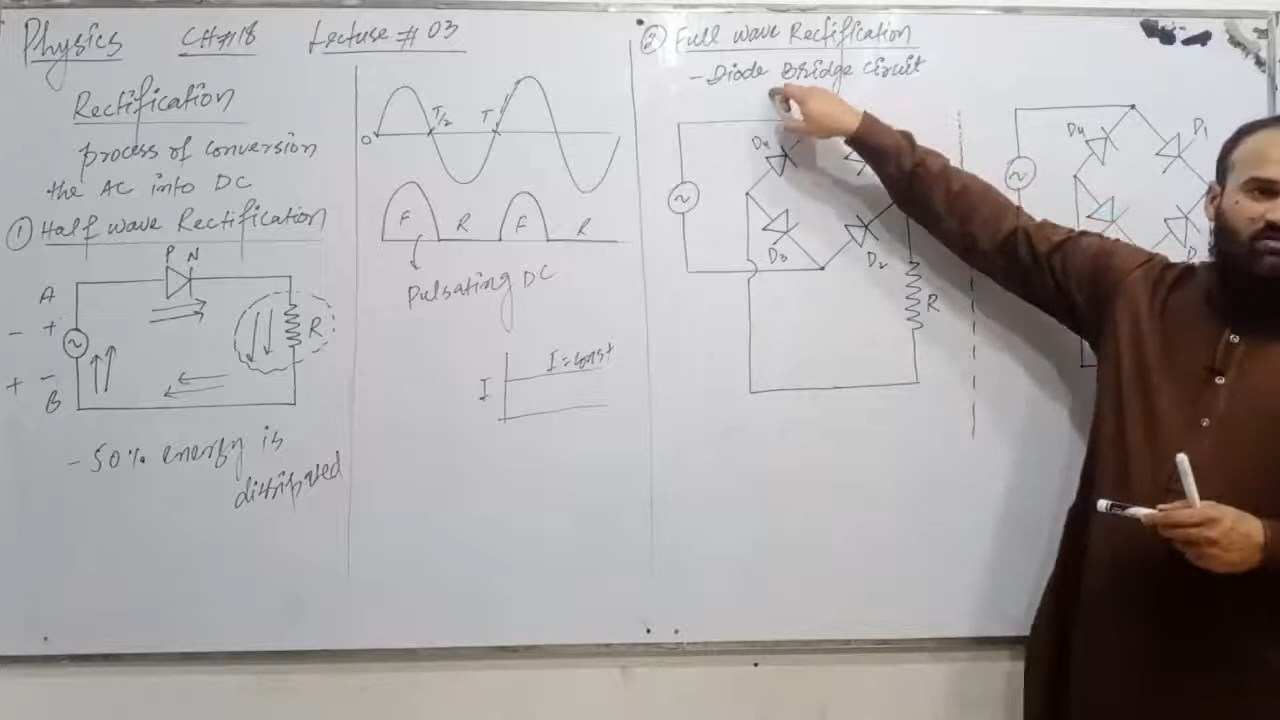 Physics CH#18 Lecture # 03
Rectification
process of conversion
the AC into DC
① Half wave Rectification
P N
A
- +
~
+ -
B
R
- 50% energy is
dissipated
O T/2 T
F R F R
Pulsating DC
I = const
I
② Full wave Rectification
- Diode Bridge Circuit
~
D4
D3
D2
R
~
D4
D1